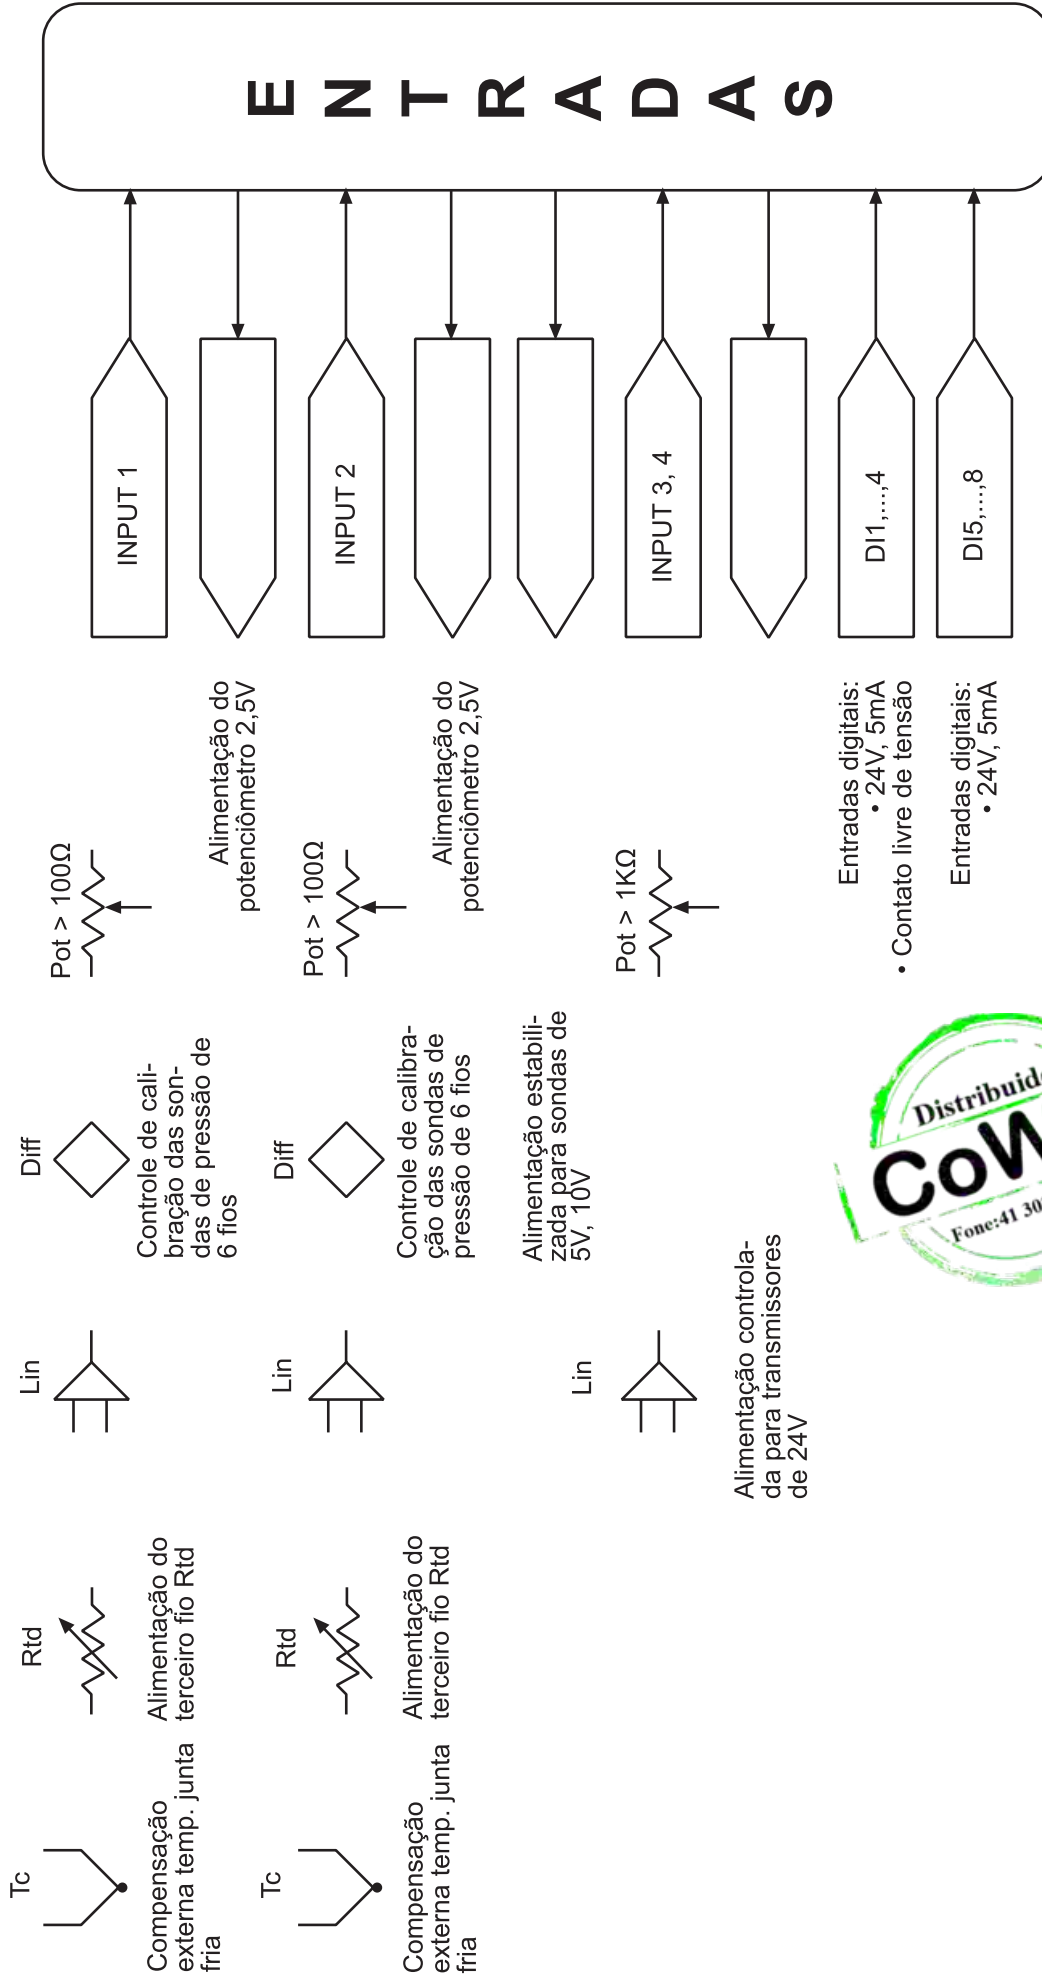 ENTRADAS
Tc
Rtd
Lin
Diff
Pot > 100Ω
INPUT 1
Compensação
externa temp. junta
fria
Alimentação do
terceiro fio Rtd
Controle de cali-
bração das son-
das de pressão de
6 fios
Alimentação do
potenciômetro 2,5V
Tc
Rtd
Lin
Diff
Pot > 100Ω
INPUT 2
Compensação
externa temp. junta
fria
Alimentação do
terceiro fio Rtd
Controle de calibra-
ção das sondas de
pressão de 6 fios
Alimentação do
potenciômetro 2,5V
Alimentação estabili-
zada para sondas de
5V, 10V
Lin
Pot > 1KΩ
INPUT 3, 4
Alimentação controla-
da para transmissores
de 24V
Entradas digitais:
• 24V, 5mA
• Contato livre de tensão
DI1,...,4
Entradas digitais:
• 24V, 5mA
DI5,...,8
Fone:41